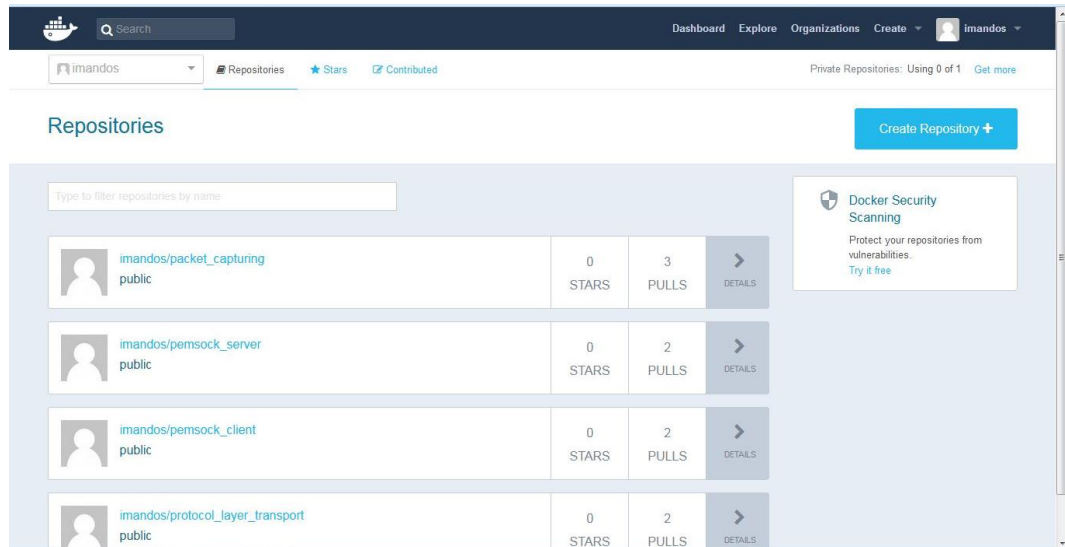 Search
Dashboard Explore Organizations Create imandos
imandos Repositories Stars Contributed Private Repositories: Using 0 of 1 Get more
Repositories
Create Repository
Type to filter repositories by name
Docker Security
Scanning
Protect your repositories from
vulnerabilities.
Try it free
imandos/packet_capturing
public
0
STARS
3
PULLS
DETAILS
imandos/pemsock_server
public
0
STARS
2
PULLS
DETAILS
imandos/pemsock_client
public
0
STARS
2
PULLS
DETAILS
imandos/protocol_layer_transport
public
0
STARS
2
PULLS
DETAILS